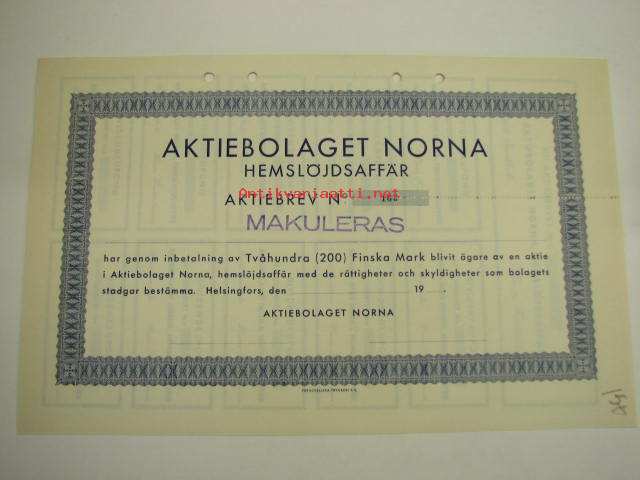 AKTIEBOLAGET NORNA
HEMSLÖJDSAFFÄR
Antikvariaatti.net
AKTIEBREV Nº
MAKULERAS
har genom inbetalning av Tvåhundra (200) Finska Mark blivit ägare av en aktie
i Aktiebolaget Norna, hemslöjdsaffär med de rättigheter och skyldigheter som bolagets
stadgar bestämma. Helsingfors, den 19
AKTIEBOLAGET NORNA